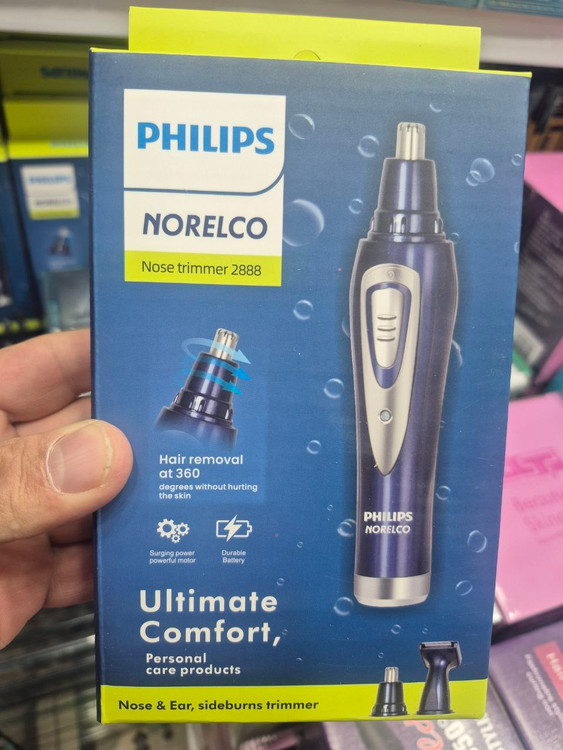 PHILIPS
NORELCO
Nose trimmer 2888
Hair removal
at 360
degrees without hurting
the skin
Surging power
powerful motor
Durable
Battery
PHILIPS
NORELCO
Ultimate
Comfort,
Personal
care products
Nose & Ear, sideburns trimmer